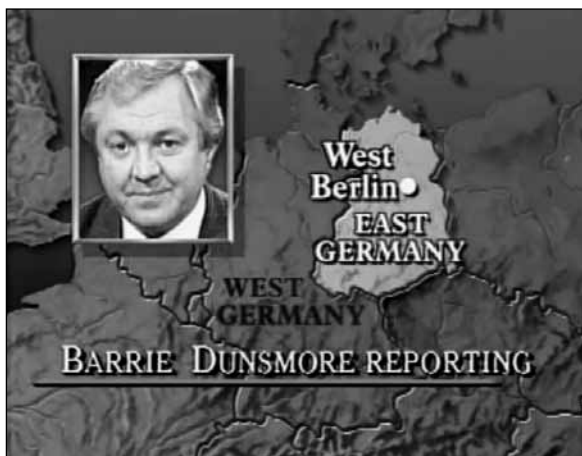 West
Berlin
EAST
GERMANY
WEST
GERMANY
BARRIE DUNSMORE REPORTING